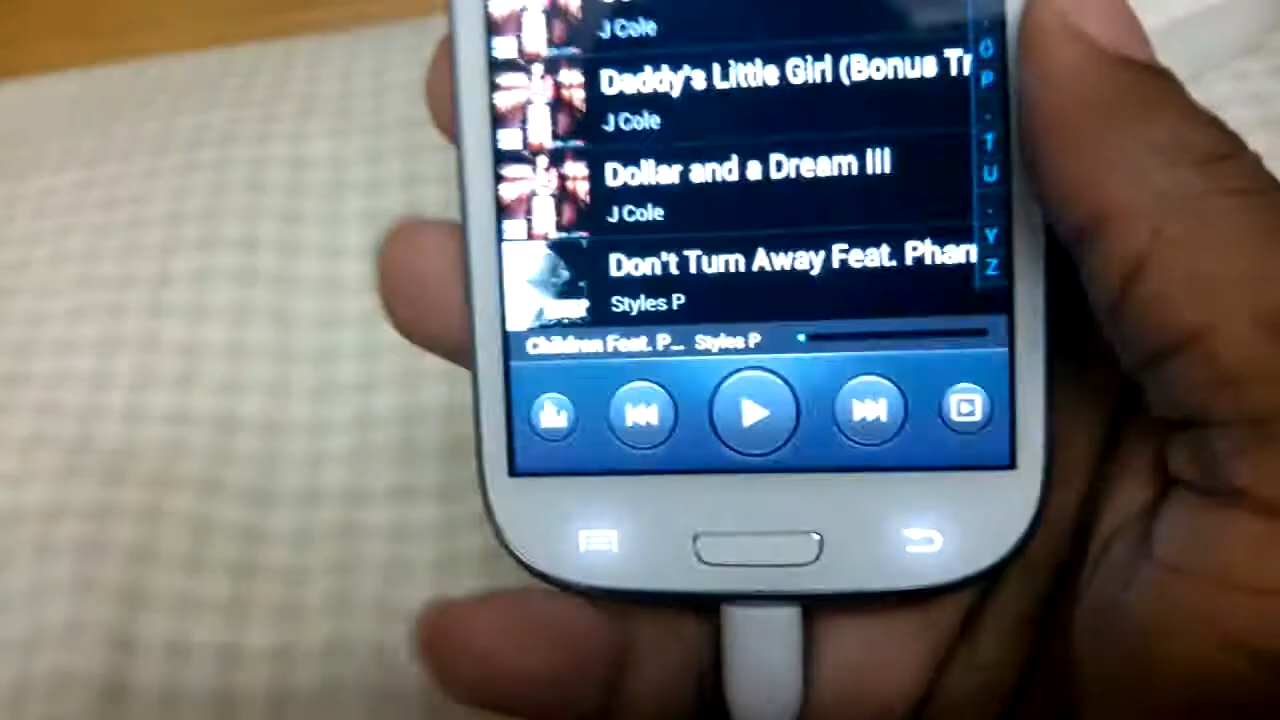 J Cole
Daddy's Little Girl (Bonus Tr
J Cole
Dollar and a Dream III
J Cole
Don't Turn Away Feat. Phar
Styles P
Children Feat. P... Styles P
O
P
T
U
Y
Z